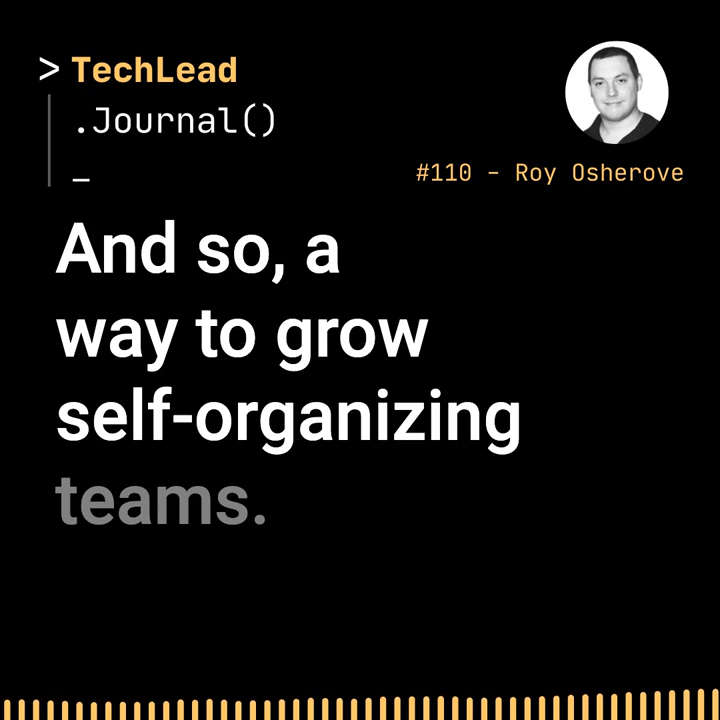 > TechLead
.Journal()
_
#110 – Roy Osherove
And so, a
way to grow
self-organizing
teams.